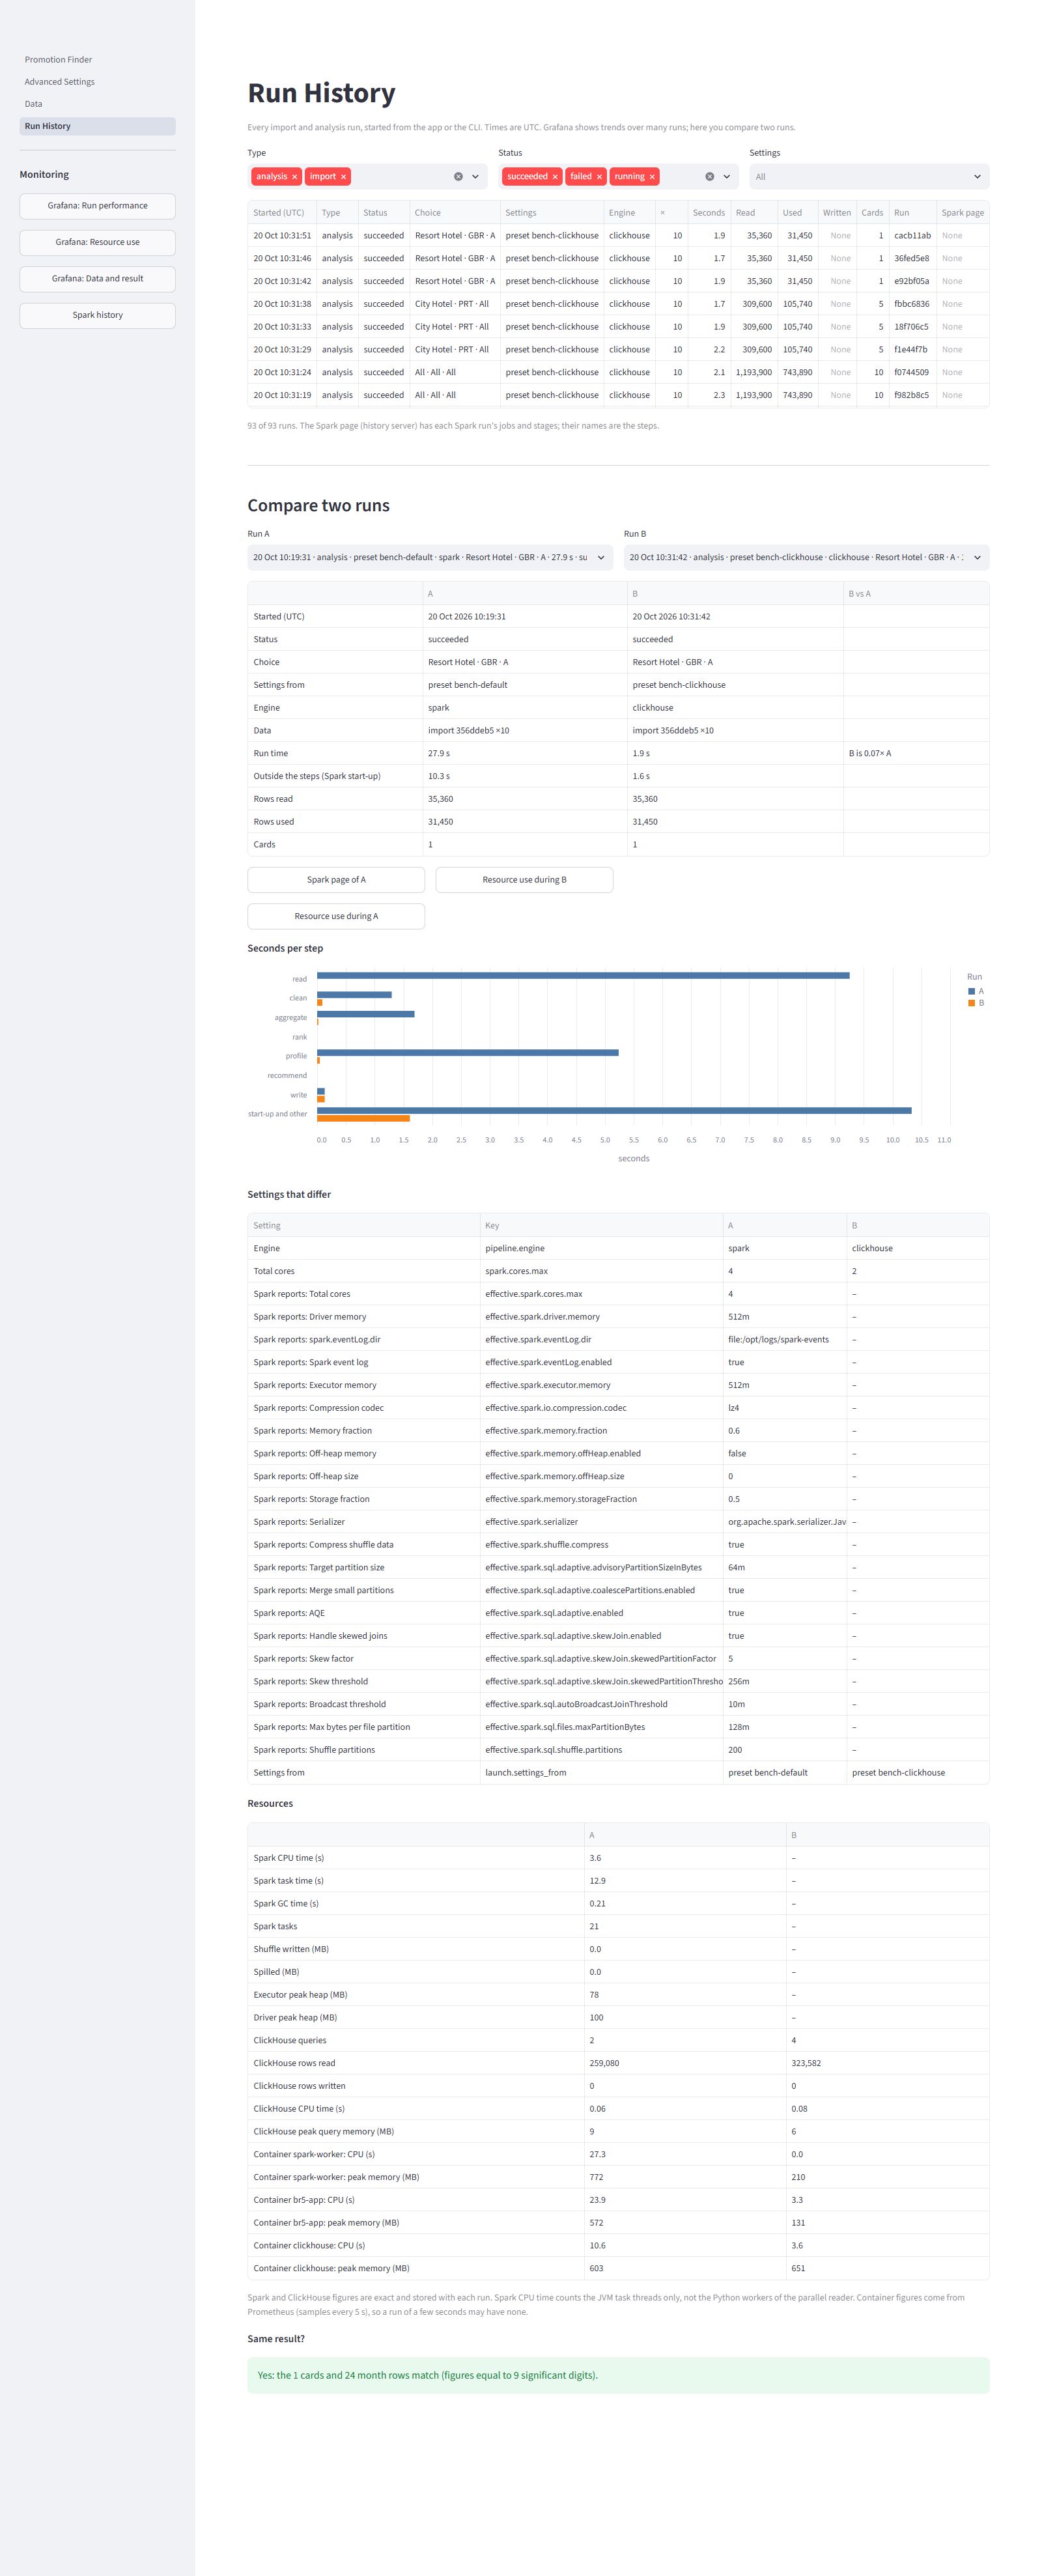 Promotion Finder
Advanced Settings
Data
Run History
Monitoring
Grafana: Run performance
Grafana: Resource use
Grafana: Data and result
Spark history
Run History
Every import and analysis run, started from the app or the CLI. Times are UTC. Grafana shows trends over many runs; here you compare two runs.
Type Status Settings
analysis × import × succeeded × failed × running × All
Started (UTC) Type Status Choice Settings Engine × Seconds Read Used Written Cards Run Spark page
20 Oct 10:31:51 analysis succeeded Resort Hotel · GBR · A preset bench-clickhouse clickhouse 10 1.9 35,360 31,450 None 1 cacb11ab None
20 Oct 10:31:46 analysis succeeded Resort Hotel · GBR · A preset bench-clickhouse clickhouse 10 1.7 35,360 31,450 None 1 36fed5e8 None
20 Oct 10:31:42 analysis succeeded Resort Hotel · GBR · A preset bench-clickhouse clickhouse 10 1.9 35,360 31,450 None 1 e92bf05a None
20 Oct 10:31:38 analysis succeeded City Hotel · PRT · All preset bench-clickhouse clickhouse 10 1.7 309,600 105,740 None 5 fbbc6836 None
20 Oct 10:31:33 analysis succeeded City Hotel · PRT · All preset bench-clickhouse clickhouse 10 1.9 309,600 105,740 None 5 18f706c5 None
20 Oct 10:31:29 analysis succeeded City Hotel · PRT · All preset bench-clickhouse clickhouse 10 2.2 309,600 105,740 None 5 f1e44f7b None
20 Oct 10:31:24 analysis succeeded All · All · All preset bench-clickhouse clickhouse 10 2.1 1,193,900 743,890 None 10 f0744509 None
20 Oct 10:31:19 analysis succeeded All · All · All preset bench-clickhouse clickhouse 10 2.3 1,193,900 743,890 None 10 f982b8c5 None
93 of 93 runs. The Spark page (history server) has each Spark run's jobs and stages; their names are the steps.
Compare two runs
Run A Run B
20 Oct 10:19:31 · analysis · preset bench-default · spark · Resort Hotel · GBR · A · 27.9 s · su 20 Oct 10:31:42 · analysis · preset bench-clickhouse · clickhouse · Resort Hotel · GBR · A ·
A B B vs A
Started (UTC) 20 Oct 2026 10:19:31 20 Oct 2026 10:31:42
Status succeeded succeeded
Choice Resort Hotel · GBR · A Resort Hotel · GBR · A
Settings from preset bench-default preset bench-clickhouse
Engine spark clickhouse
Data import 356ddeb5 ×10 import 356ddeb5 ×10
Run time 27.9 s 1.9 s B is 0.07× A
Outside the steps (Spark start-up) 10.3 s 1.6 s
Rows read 35,360 35,360
Rows used 31,450 31,450
Cards 1 1
Spark page of A Resource use during B
Resource use during A
Seconds per step
Run
A
B
read
clean
aggregate
rank
profile
recommend
write
start-up and other
0.0 0.5 1.0 1.5 2.0 2.5 3.0 3.5 4.0 4.5 5.0 5.5 6.0 6.5 7.0 7.5 8.0 8.5 9.0 9.5 10.0 10.5 11.0
seconds
Settings that differ
Setting Key A B
Engine pipeline.engine spark clickhouse
Total cores spark.cores.max 4 2
Spark reports: Total cores effective.spark.cores.max 4 –
Spark reports: Driver memory effective.spark.driver.memory 512m –
Spark reports: spark.eventLog.dir effective.spark.eventLog.dir file:/opt/logs/spark-events –
Spark reports: Spark event log effective.spark.eventLog.enabled true –
Spark reports: Executor memory effective.spark.executor.memory 512m –
Spark reports: Compression codec effective.spark.io.compression.codec lz4 –
Spark reports: Memory fraction effective.spark.memory.fraction 0.6 –
Spark reports: Off-heap memory effective.spark.memory.offHeap.enabled false –
Spark reports: Off-heap size effective.spark.memory.offHeap.size 0 –
Spark reports: Storage fraction effective.spark.memory.storageFraction 0.5 –
Spark reports: Serializer effective.spark.serializer org.apache.spark.serializer.Jav –
Spark reports: Compress shuffle data effective.spark.shuffle.compress true –
Spark reports: Target partition size effective.spark.sql.adaptive.advisoryPartitionSizeInBytes 64m –
Spark reports: Merge small partitions effective.spark.sql.adaptive.coalescePartitions.enabled true –
Spark reports: AQE effective.spark.sql.adaptive.enabled true –
Spark reports: Handle skewed joins effective.spark.sql.adaptive.skewJoin.enabled true –
Spark reports: Skew factor effective.spark.sql.adaptive.skewJoin.skewedPartitionFactor 5 –
Spark reports: Skew threshold effective.spark.sql.adaptive.skewJoin.skewedPartitionThresho 256m –
Spark reports: Broadcast threshold effective.spark.sql.autoBroadcastJoinThreshold 10m –
Spark reports: Max bytes per file partition effective.spark.sql.files.maxPartitionBytes 128m –
Spark reports: Shuffle partitions effective.spark.sql.shuffle.partitions 200 –
Settings from launch.settings_from preset bench-default preset bench-clickhouse
Resources
A B
Spark CPU time (s) 3.6 –
Spark task time (s) 12.9 –
Spark GC time (s) 0.21 –
Spark tasks 21 –
Shuffle written (MB) 0.0 –
Spilled (MB) 0.0 –
Executor peak heap (MB) 78 –
Driver peak heap (MB) 100 –
ClickHouse queries 2 4
ClickHouse rows read 259,080 323,582
ClickHouse rows written 0 0
ClickHouse CPU time (s) 0.06 0.08
ClickHouse peak query memory (MB) 9 6
Container spark-worker: CPU (s) 27.3 0.0
Container spark-worker: peak memory (MB) 772 210
Container br5-app: CPU (s) 23.9 3.3
Container br5-app: peak memory (MB) 572 131
Container clickhouse: CPU (s) 10.6 3.6
Container clickhouse: peak memory (MB) 603 651
Spark and ClickHouse figures are exact and stored with each run. Spark CPU time counts the JVM task threads only, not the Python workers of the parallel reader. Container figures come from
Prometheus (samples every 5 s), so a run of a few seconds may have none.
Same result?
Yes: the 1 cards and 24 month rows match (figures equal to 9 significant digits).